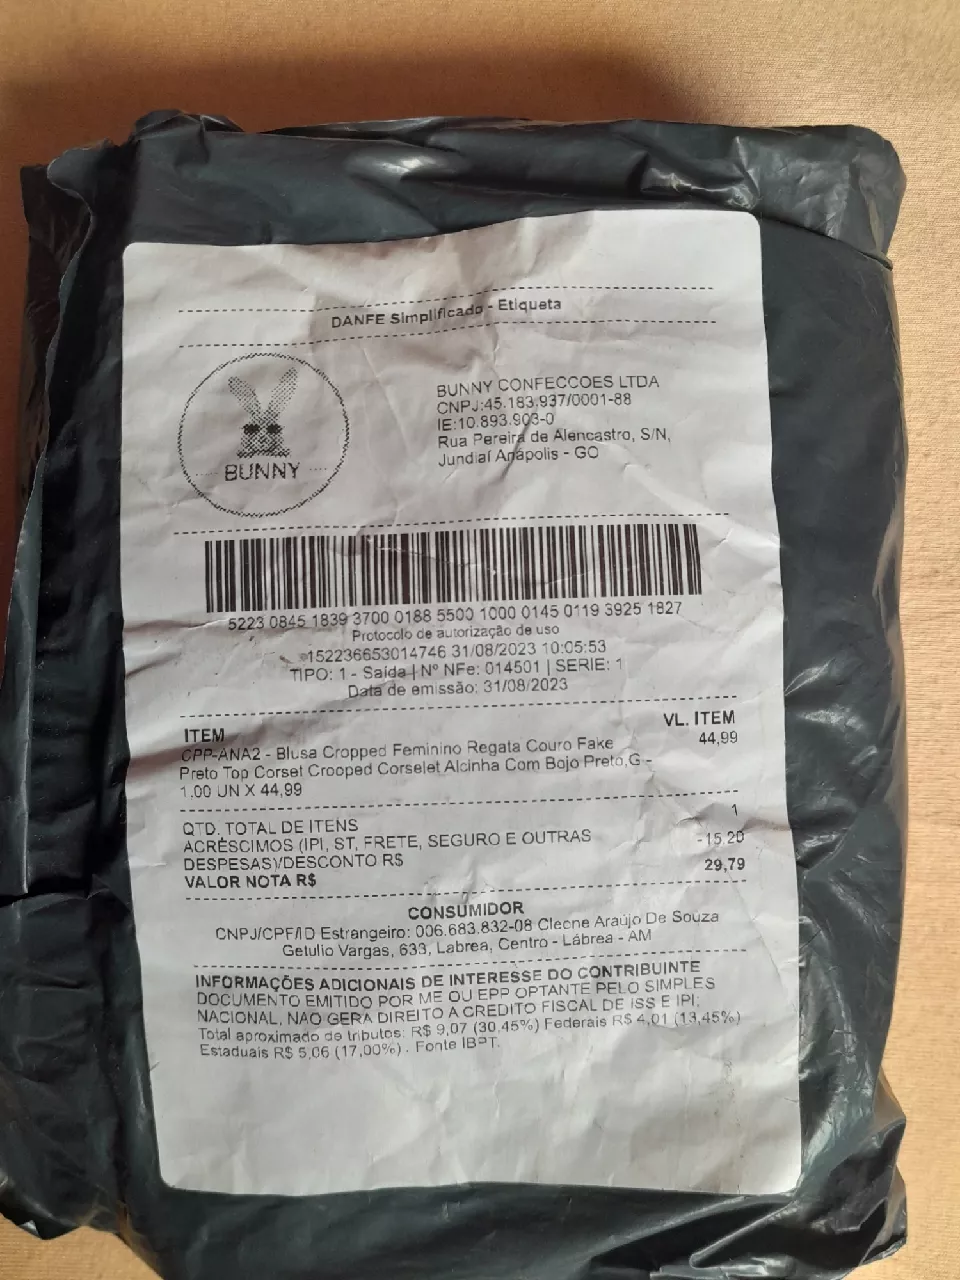 DANFE Simplificado - Etiqueta
BUNNY
BUNNY CONFECCOES LTDA
CNPJ:45.183.937/0001-88
IE:10.893.903-0
Rua Pereira de Alencastro, S/N,
Jundiaí Anápolis - GO
5223 0845 1839 3700 0188 5500 1000 0145 0119 3925 1827
Protocolo de autorização de uso
152236653014746 31/08/2023 10:05:53
TIPO: 1 - Saída | Nº NFe: 014501 | SERIE: 1
Data de emissão: 31/08/2023
ITEM VL. ITEM
CPP-ANA2 - Blusa Cropped Feminino Regata Couro Fake 44,99
Preto Top Corset Crooped Corselet Alcinha Com Bojo Preto,G -
1,00 UN X 44,99
QTD. TOTAL DE ITENS 1
ACRÉSCIMOS (IPI, ST, FRETE, SEGURO E OUTRAS -15,20
DESPESAS)/DESCONTO R$
VALOR NOTA R$ 29,79
CONSUMIDOR
CNPJ/CPF/ID Estrangeiro: 006.683.832-08 Cleone Araújo De Souza
Getulio Vargas, 633, Labrea, Centro - Lábrea - AM
INFORMAÇÕES ADICIONAIS DE INTERESSE DO CONTRIBUINTE
DOCUMENTO EMITIDO POR ME OU EPP OPTANTE PELO SIMPLES
NACIONAL, NAO GERA DIREITO A CREDITO FISCAL DE ISS E IPI;
Total aproximado de tributos: R$ 9,07 (30,45%) Federais R$ 4,01 (13,45%)
Estaduais R$ 5,06 (17,00%) . Fonte IBPT.